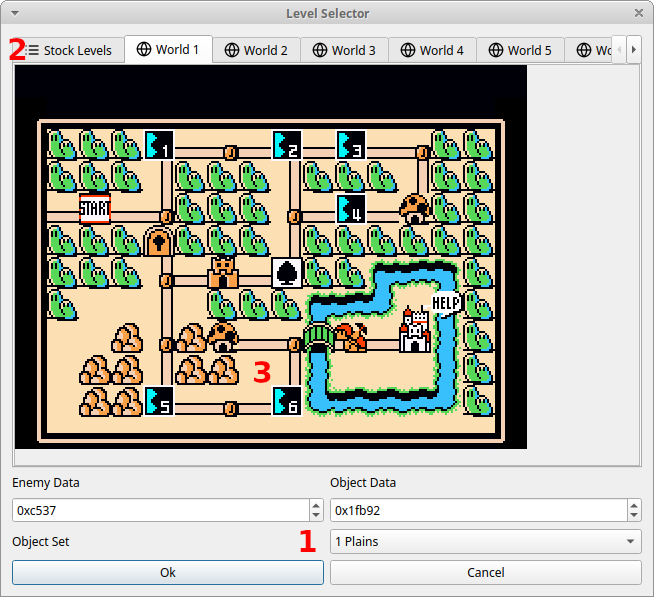 Level Selector
2 Stock Levels World 1 World 2 World 3 World 4 World 5 Wo
1 2 3
START 4
HELP
3
5 6
Enemy Data Object Data
0xc537 0x1fb92
Object Set 1 1 Plains
Ok Cancel